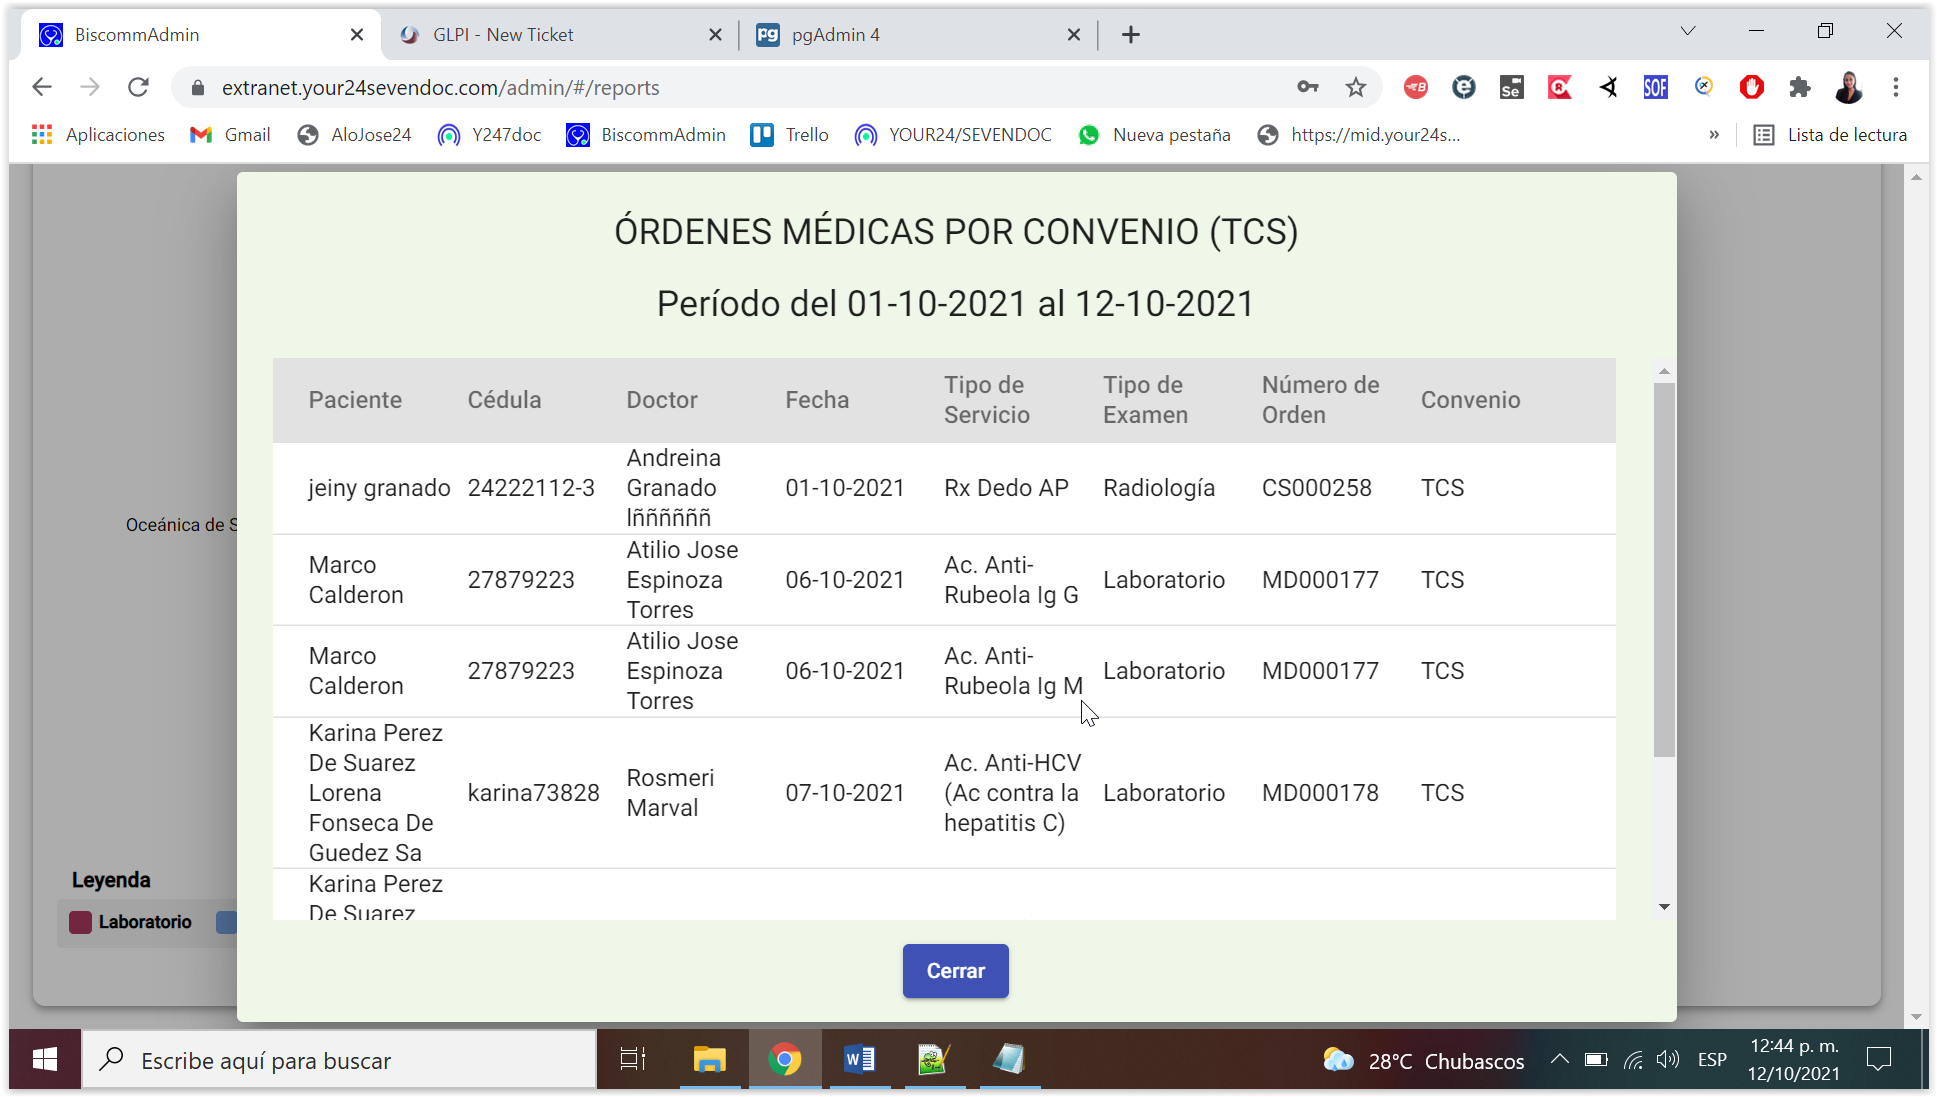 BiscommAdmin
GLPI - New Ticket
pgAdmin 4
extranet.your24sevendoc.com/admin/#/reports
Aplicaciones
Gmail
AloJose24
Y247doc
BiscommAdmin
Trello
YOUR24/SEVENDOC
Nueva pestaña
https://mid.your24s...
»
Lista de lectura
ÓRDENES MÉDICAS POR CONVENIO (TCS)
Período del 01-10-2021 al 12-10-2021
Paciente
Cédula
Doctor
Fecha
Tipo de
Servicio
Tipo de
Examen
Número de
Orden
Convenio
jeiny granado
24222112-3
Andreina
Granado
lññññññ
01-10-2021
Rx Dedo AP
Radiología
CS000258
TCS
Marco
Calderon
27879223
Atilio Jose
Espinoza
Torres
06-10-2021
Ac. Anti-
Rubeola Ig G
Laboratorio
MD000177
TCS
Marco
Calderon
27879223
Atilio Jose
Espinoza
Torres
06-10-2021
Ac. Anti-
Rubeola Ig M
Laboratorio
MD000177
TCS
Karina Perez
De Suarez
Lorena
Fonseca De
Guedez Sa
karina73828
Rosmeri
Marval
07-10-2021
Ac. Anti-HCV
(Ac contra la
hepatitis C)
Laboratorio
MD000178
TCS
Karina Perez
De Suarez
Oceánica de S
Leyenda
Laboratorio
Cerrar
Escribe aquí para buscar
28°C Chubascos
ESP
12:44 p. m.
12/10/2021